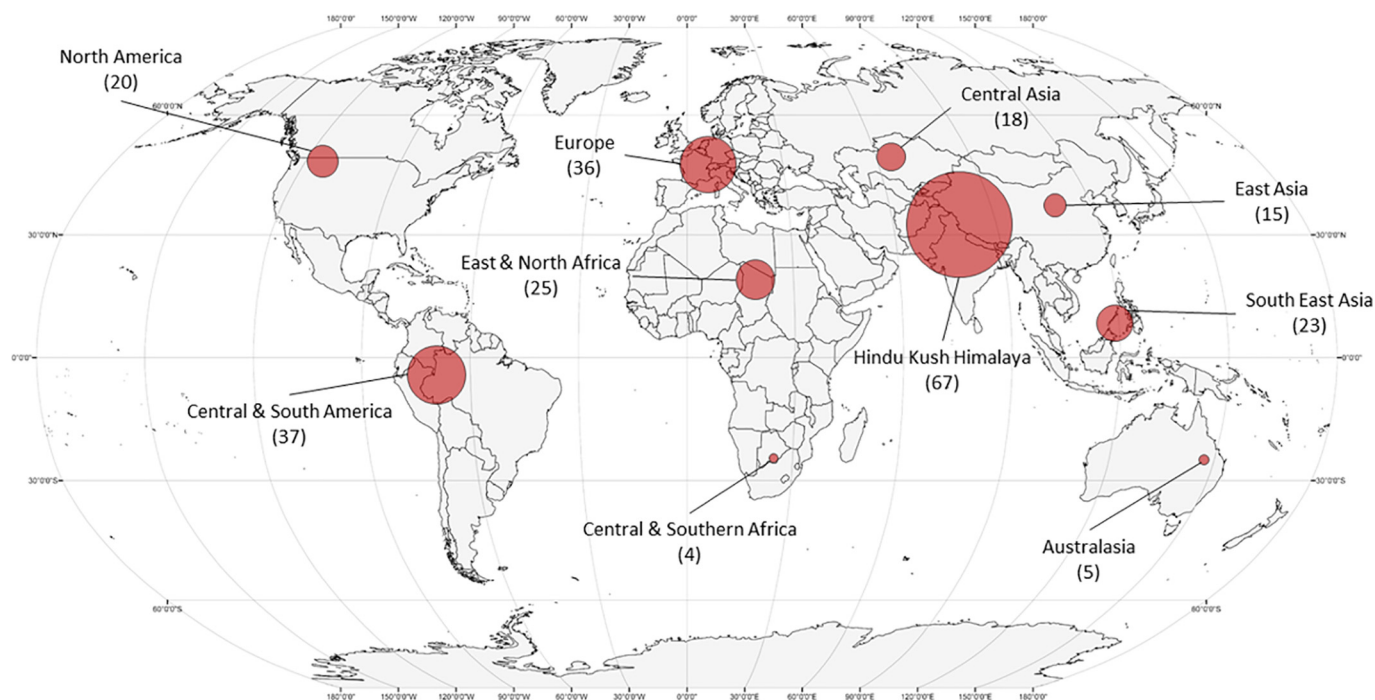 180°0'0" 150°0'0"W 120°0'0"W 90°0'0"W 60°0'0"W 30°0'0"W 0°0'0" 30°0'0"E 60°0'0"E 90°0'0"E 120°0'0"E 150°0'0"E 180°0'0"
North America
(20)
Central Asia
(18)
60°0'0"N 60°0'0"N
Europe
(36)
East Asia
(15)
30°0'0"N 30°0'0"N
East & North Africa
(25)
South East Asia
(23)
0°0'0" 0°0'0"
Hindu Kush Himalaya
(67)
Central & South America
(37)
30°0'0"S 30°0'0"S
Central & Southern Africa
(4)
Australasia
(5)
60°0'0"S 60°0'0"S
180°0'0" 150°0'0"W 120°0'0"W 90°0'0"W 60°0'0"W 30°0'0"W 0°0'0" 30°0'0"E 60°0'0"E 90°0'0"E 120°0'0"E 150°0'0"E 180°0'0"